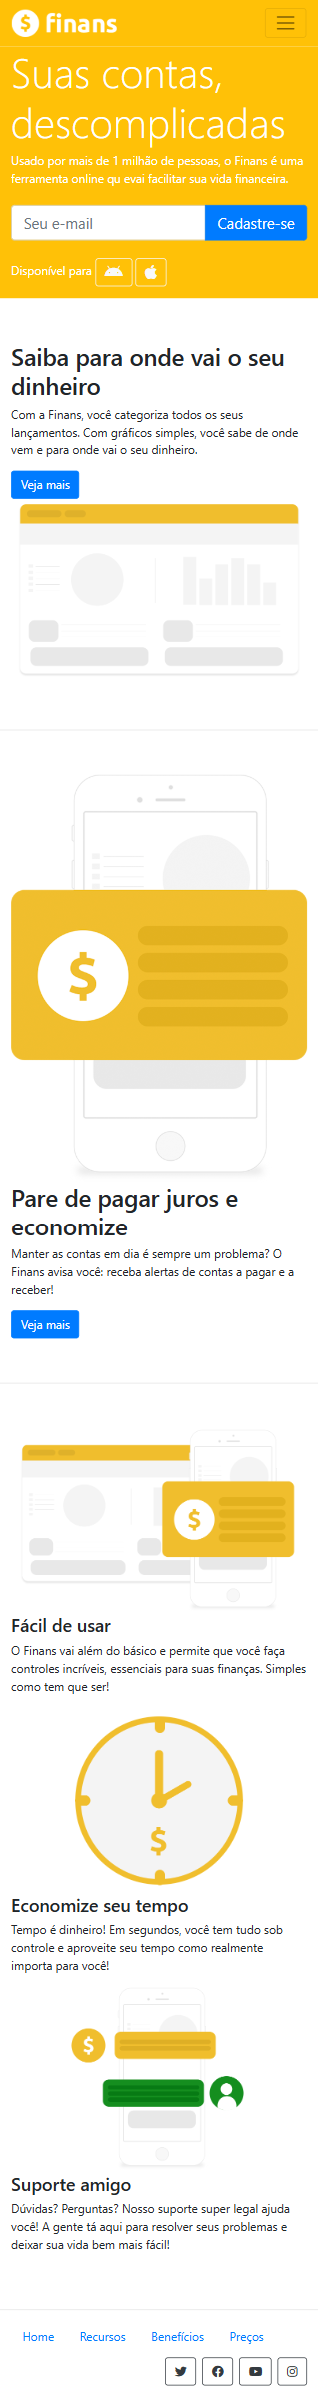 $ finans
Suas contas,
descomplicadas
Usado por mais de 1 milhão de pessoas, o Finans é uma
ferramenta online qu evai facilitar sua vida financeira.
Seu e-mail
Cadastre-se
Disponível para
Saiba para onde vai o seu
dinheiro
Com a Finans, você categoriza todos os seus
lançamentos. Com gráficos simples, você sabe de onde
vem e para onde vai o seu dinheiro.
Veja mais
$
Pare de pagar juros e
economize
Manter as contas em dia é sempre um problema? O
Finans avisa você: receba alertas de contas a pagar e a
receber!
Veja mais
$
Fácil de usar
O Finans vai além do básico e permite que você faça
controles incríveis, essenciais para suas finanças. Simples
como tem que ser!
$
Economize seu tempo
Tempo é dinheiro! Em segundos, você tem tudo sob
controle e aproveite seu tempo como realmente
importa para você!
$
Suporte amigo
Dúvidas? Perguntas? Nosso suporte super legal ajuda
você! A gente tá aqui para resolver seus problemas e
deixar sua vida bem mais fácil!
Home Recursos Benefícios Preços